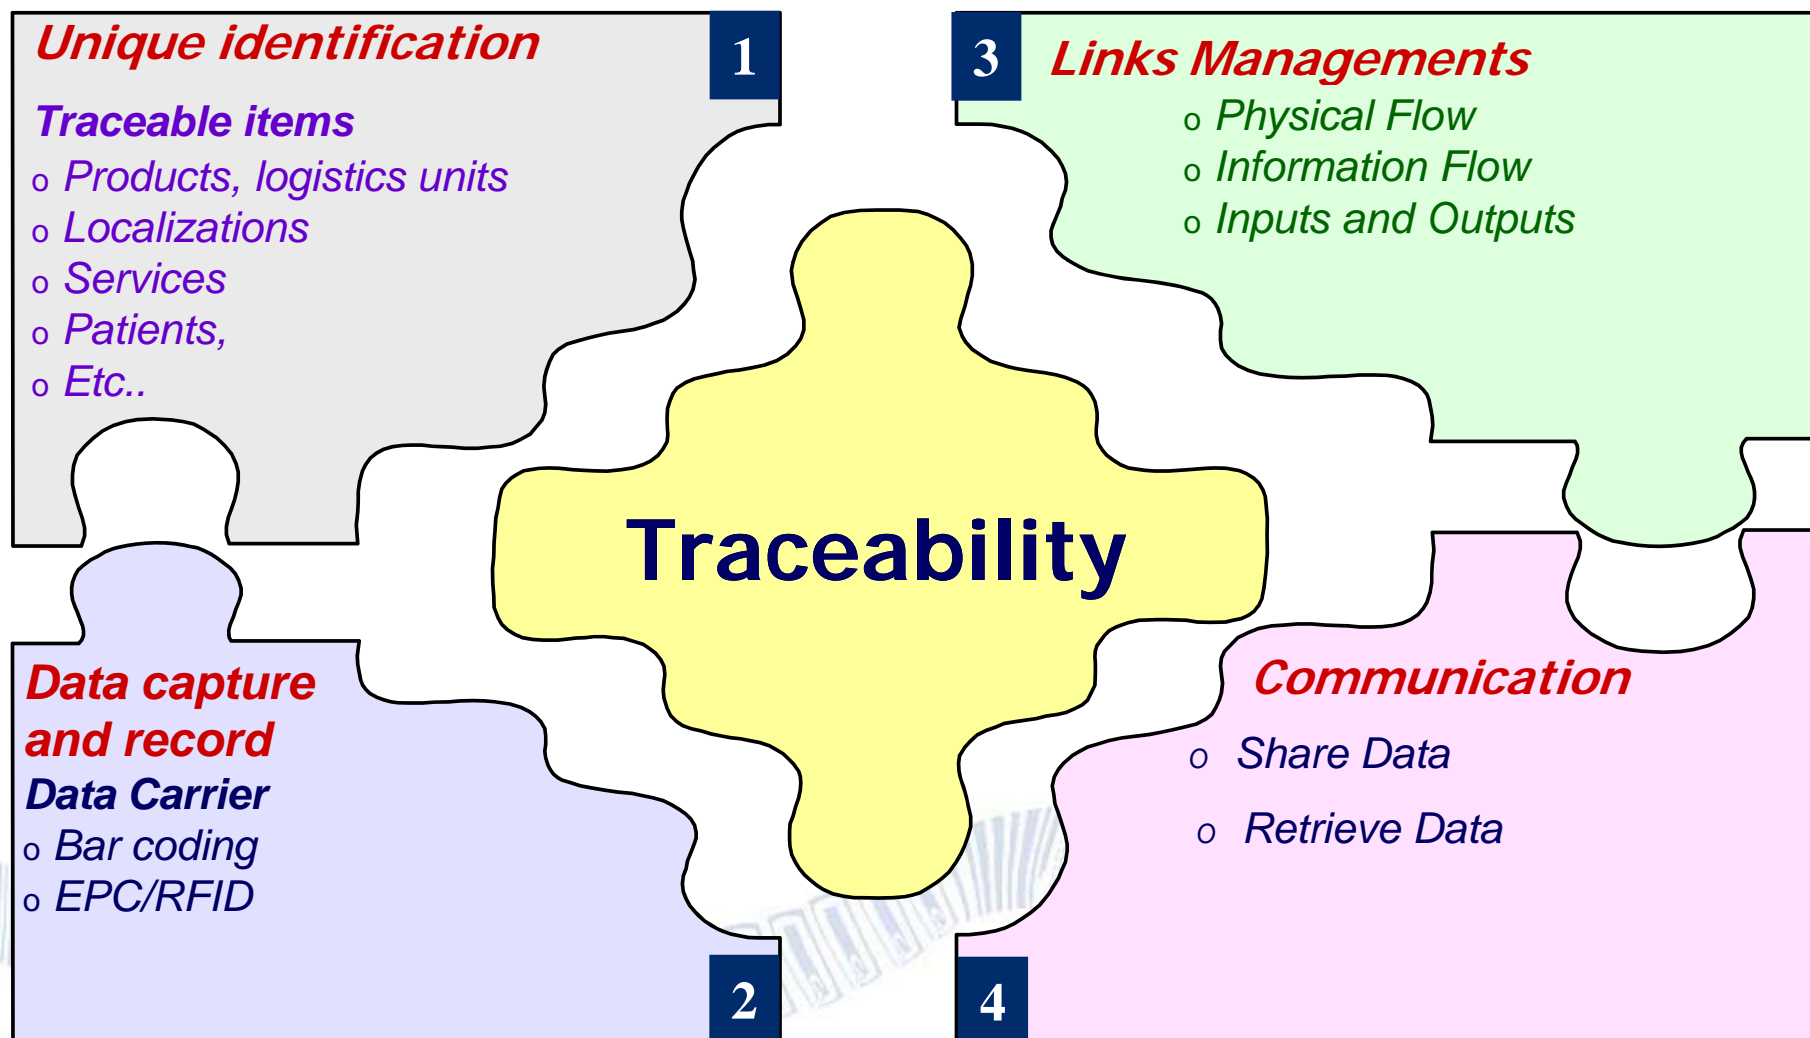 Unique identification
1
Traceable items
o Products, logistics units
o Localizations
o Services
o Patients,
o Etc..
Data capture
and record
Data Carrier
o Bar coding
o EPC/RFID
2
3
Links Managements
o Physical Flow
o Information Flow
o Inputs and Outputs
Communication
o Share Data
o Retrieve Data
4
Traceability